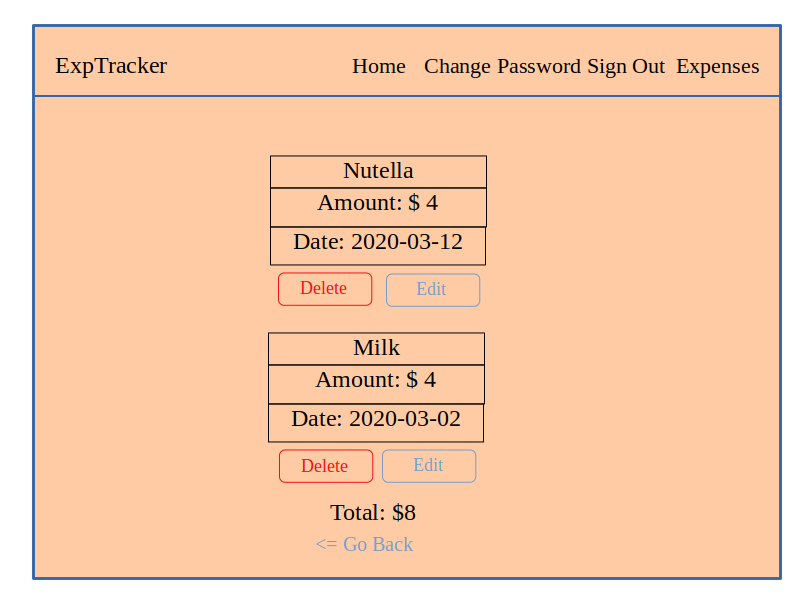 ExpTracker Home Change Password Sign Out Expenses
Nutella
Amount: $ 4
Date: 2020-03-12
Delete Edit
Milk
Amount: $ 4
Date: 2020-03-02
Delete Edit
Total: $8
<= Go Back